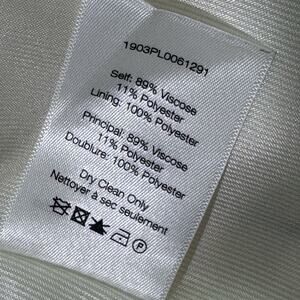 1903PL0061291
Self: 89% Viscose
11% Polyester
Lining: 100% Polyester
Principal: 89% Viscose
11% Polyester
Doublure: 100% Polyester
Dry Clean Only
Nettoyer à sec seulement